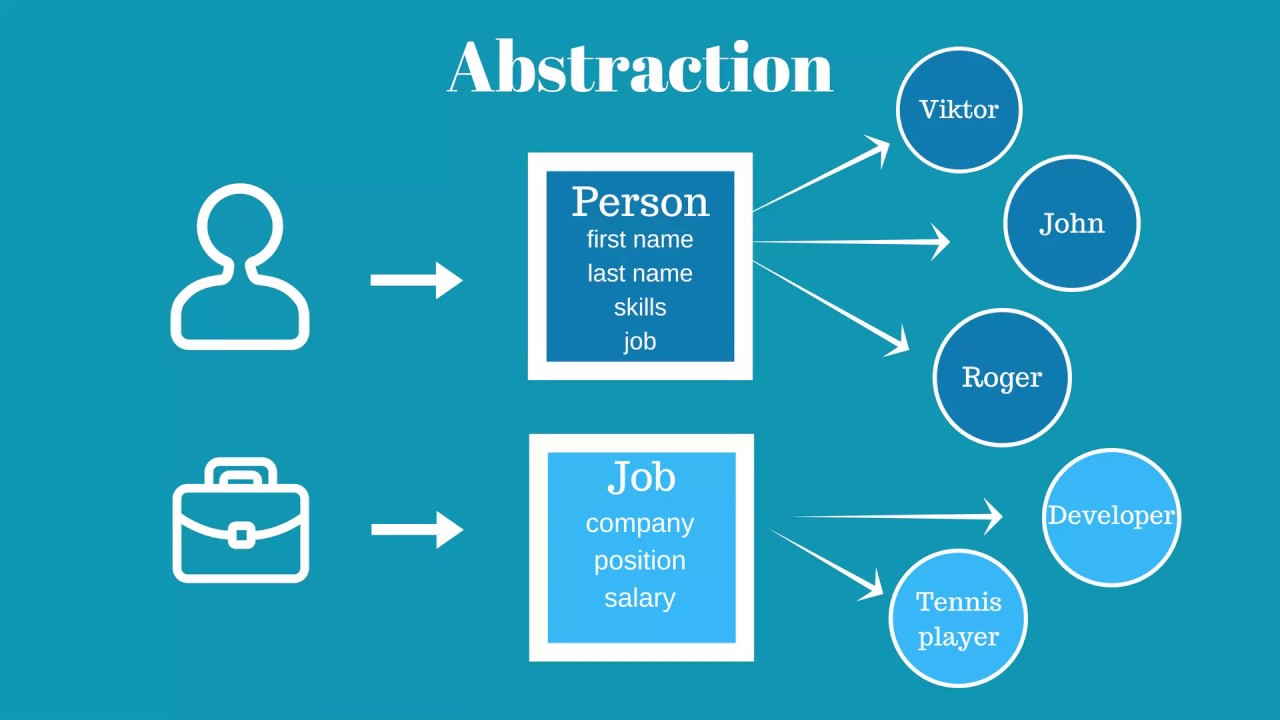 Abstraction
Person
first name
last name
skills
job
Viktor
John
Roger
Job
company
position
salary
Developer
Tennis
player